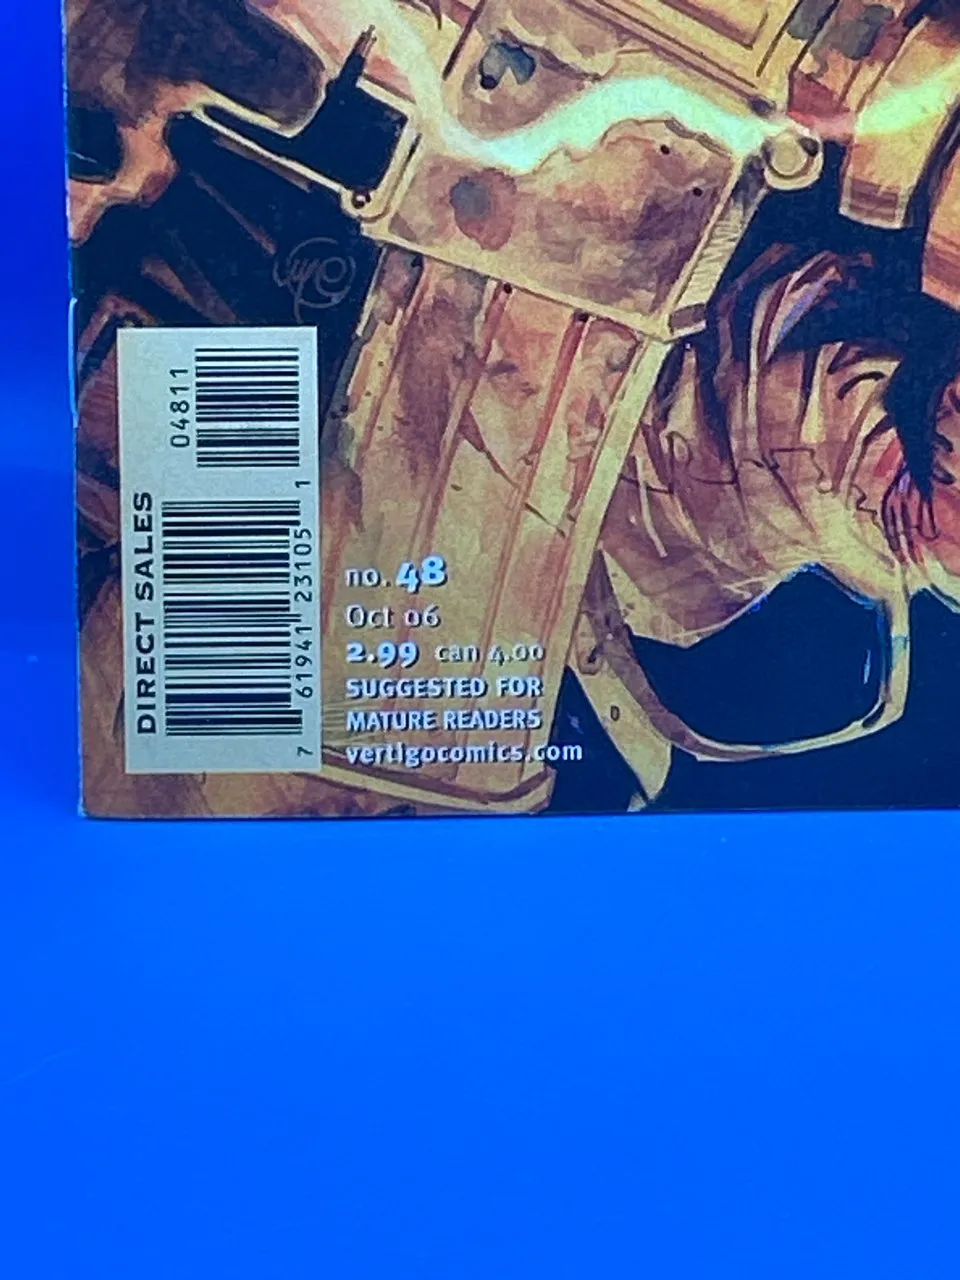 04811
DIRECT SALES
7 61941 23105 1
no. 48
Oct 06
2.99 can 4.00
SUGGESTED FOR
MATURE READERS
vertigocomics.com